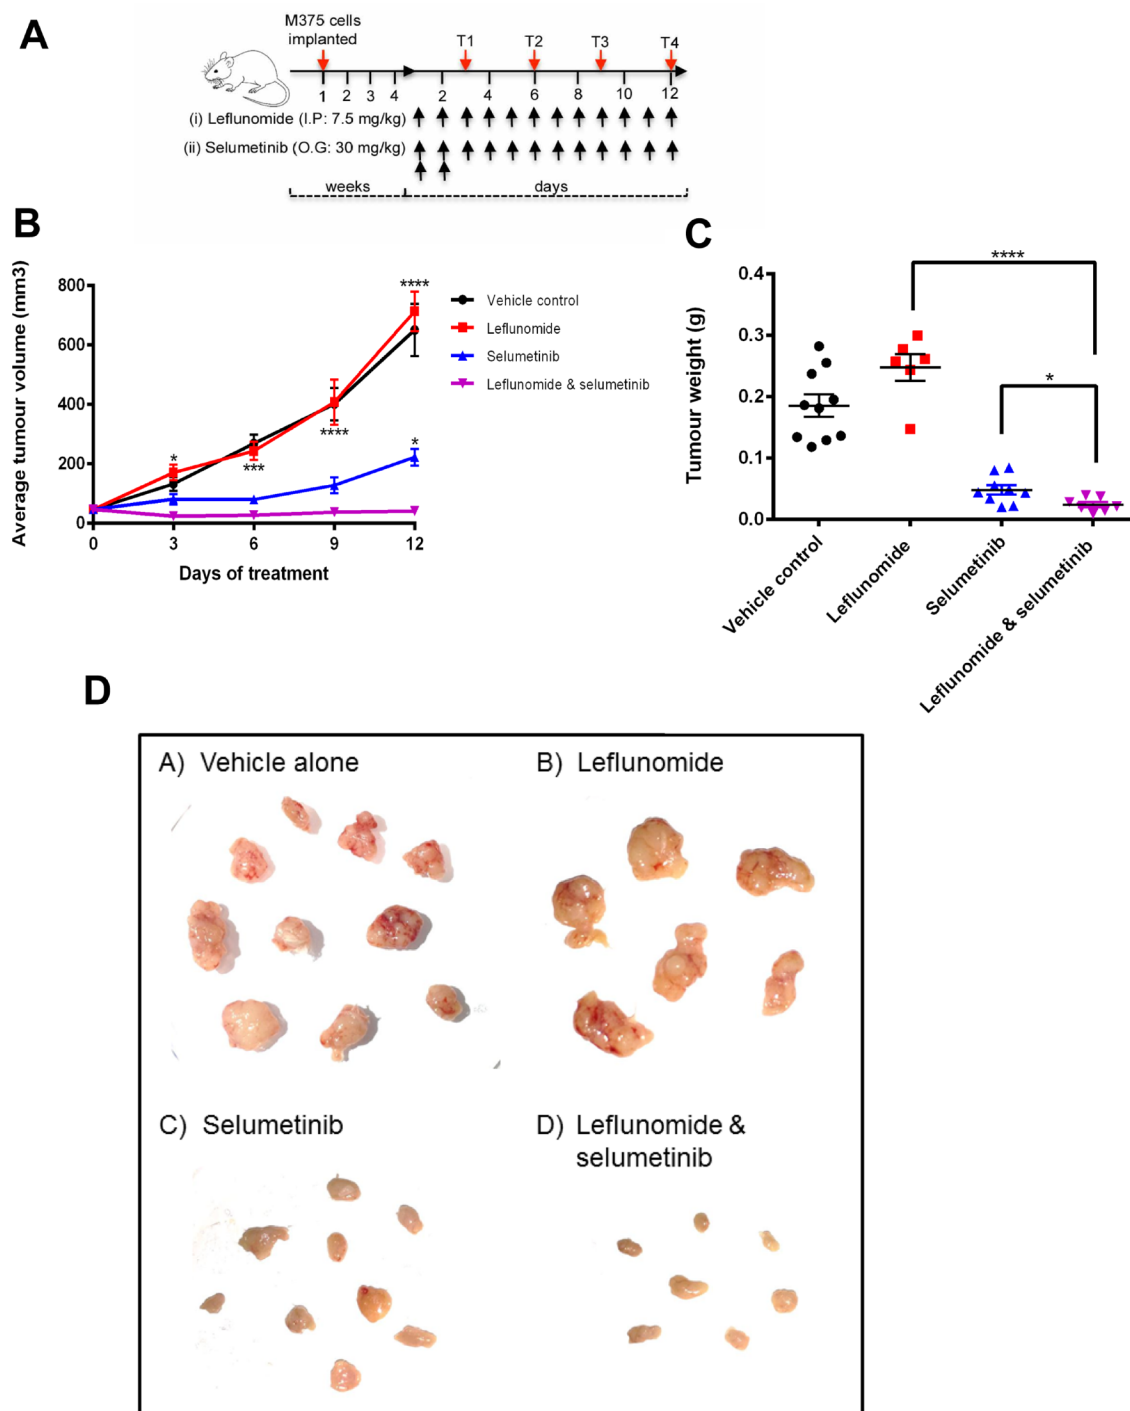 A
M375 cells
implanted
T1 T2 T3 T4
1 2 3 4 2 4 6 8 10 12
(i) Leflunomide (I.P: 7.5 mg/kg)
(ii) Selumetinib (O.G: 30 mg/kg)
weeks days
B
Average tumour volume (mm3)
800
600
400
200
0
0 3 6 9 12
Days of treatment
* *** **** **** *
Vehicle control
Leflunomide
Selumetinib
Leflunomide & selumetinib
C
Tumour weight (g)
0.4
0.3
0.2
0.1
0.0
****
*
Vehicle control
Leflunomide
Selumetinib
Leflunomide & selumetinib
D
A) Vehicle alone
B) Leflunomide
C) Selumetinib
D) Leflunomide &
selumetinib